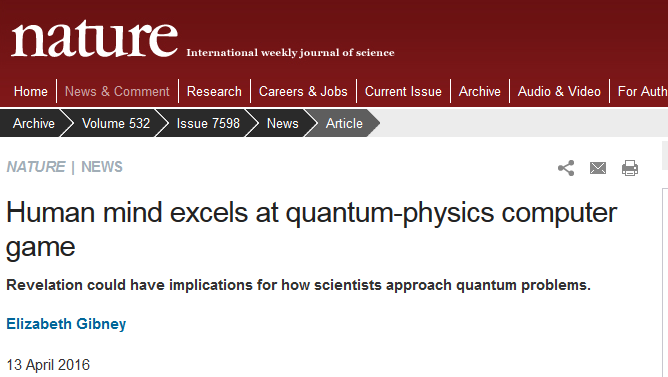 nature International weekly journal of science
Home News & Comment Research Careers & Jobs Current Issue Archive Audio & Video For Auth
Archive Volume 532 Issue 7598 News Article
NATURE | NEWS
Human mind excels at quantum-physics computer
game
Revelation could have implications for how scientists approach quantum problems.
Elizabeth Gibney
13 April 2016